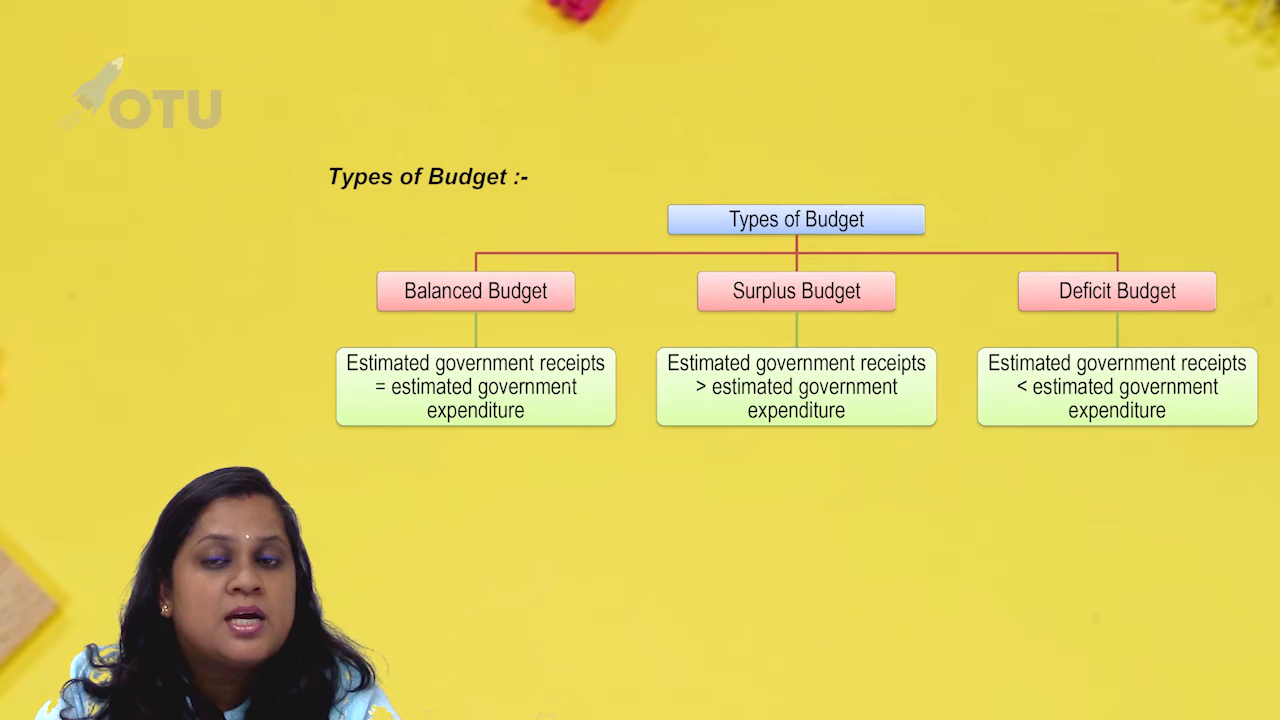 OTU
Types of Budget :-
Types of Budget
Balanced Budget
Surplus Budget
Deficit Budget
Estimated government receipts
= estimated government
expenditure
Estimated government receipts
> estimated government
expenditure
Estimated government receipts
< estimated government
expenditure